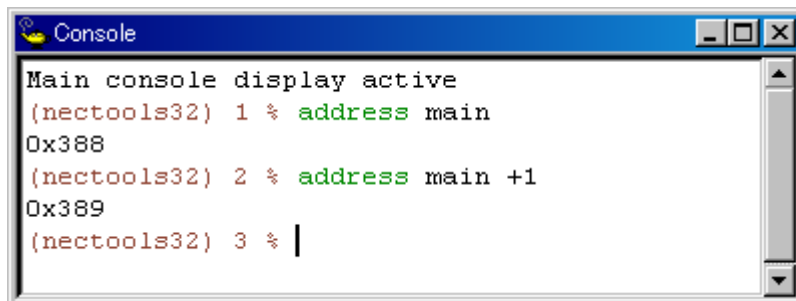 Console
Main console display active
(nectools32) 1 % address main
0x388
(nectools32) 2 % address main +1
0x389
(nectools32) 3 %